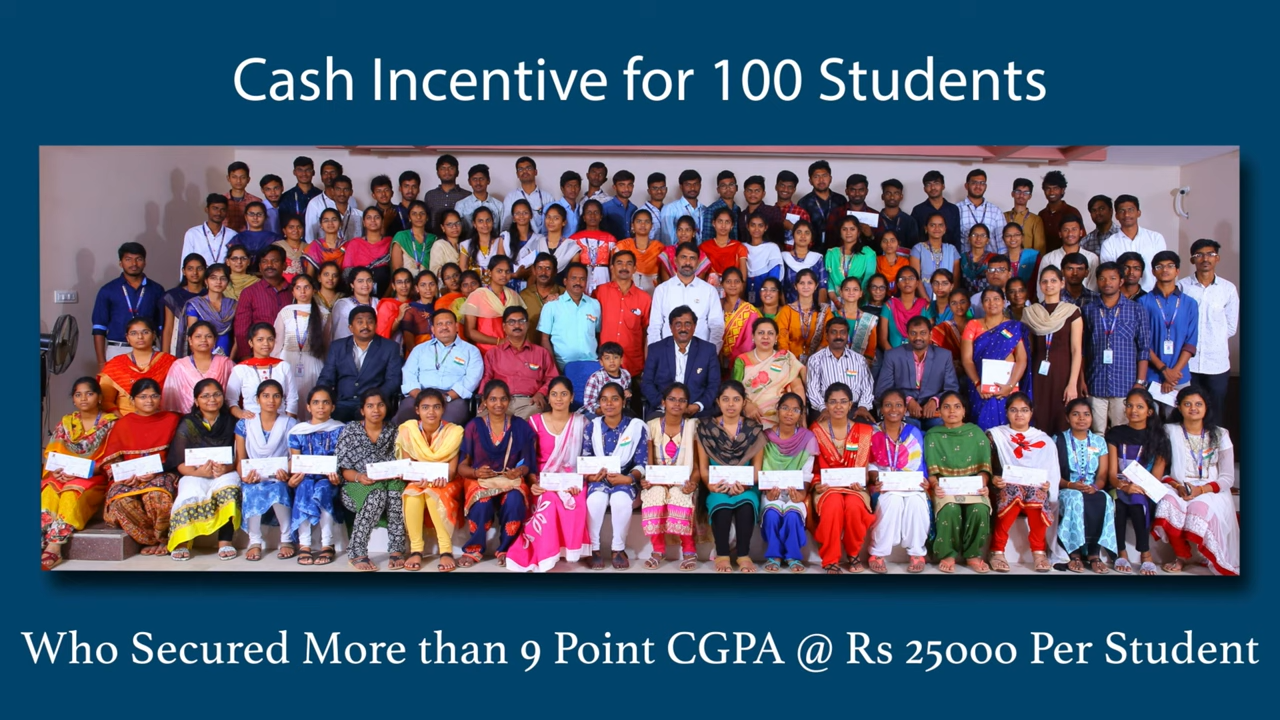 Cash Incentive for 100 Students
Who Secured More than 9 Point CGPA @ Rs 25000 Per Student